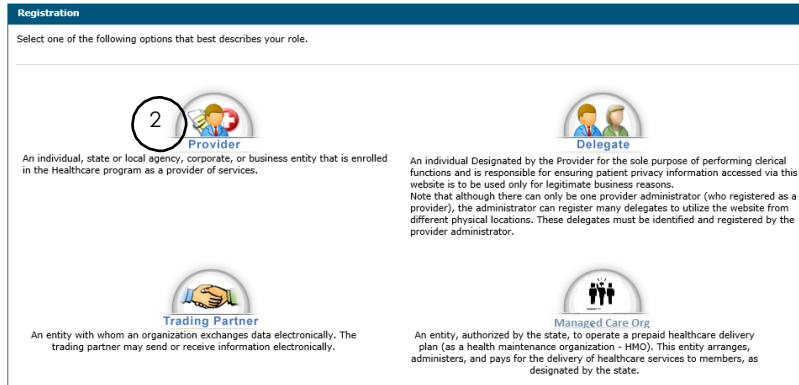 Registration
Select one of the following options that best describes your role.
2
Provider
An individual, state or local agency, corporate, or business entity that is enrolled
in the Healthcare program as a provider of services.
Delegate
An individual Designated by the Provider for the sole purpose of performing clerical
functions and is responsible for ensuring patient privacy information accessed via this
website is to be used only for legitimate business reasons.
Note that although there can only be one provider administrator (who registered as a
provider), the administrator can register many delegates to utilize the website from
different physical locations. These delegates must be identified and registered by the
provider administrator.
Trading Partner
An entity with whom an organization exchanges data electronically. The
trading partner may send or receive information electronically.
Managed Care Org
An entity, authorized by the state, to operate a prepaid healthcare delivery
plan (as a health maintenance organization - HMO). This entity arranges,
administers, and pays for the delivery of healthcare services to members, as
designated by the state.